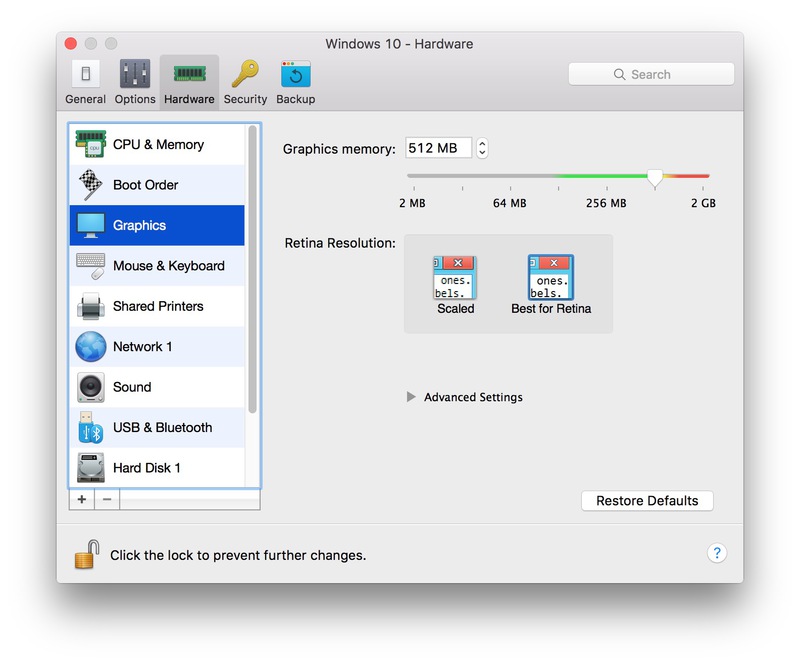 Windows 10 - Hardware
General Options Hardware Security Backup
Search
CPU & Memory
Boot Order
Graphics
Mouse & Keyboard
Shared Printers
Network 1
Sound
USB & Bluetooth
Hard Disk 1
+ −
Graphics memory: 512 MB
2 MB 64 MB 256 MB 2 GB
Retina Resolution:
ones.
bels.
Scaled
ones.
bels.
Best for Retina
Advanced Settings
Restore Defaults
Click the lock to prevent further changes.
?